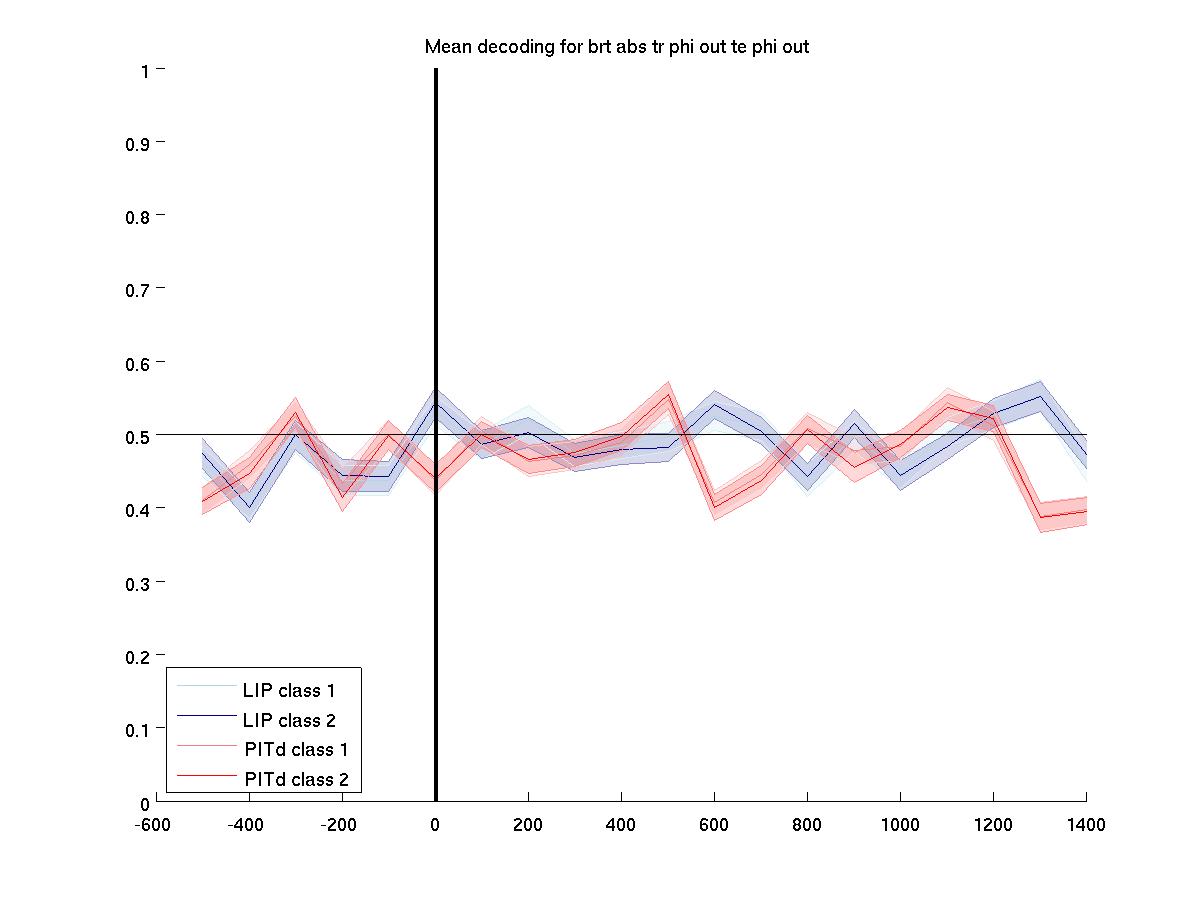 Mean decoding for brt abs tr phi out te phi out
1
0.9
0.8
0.7
0.6
0.5
0.4
0.3
0.2
0.1
0
LIP class 1
LIP class 2
PITd class 1
PITd class 2
-600 -400 -200 0 200 400 600 800 1000 1200 1400